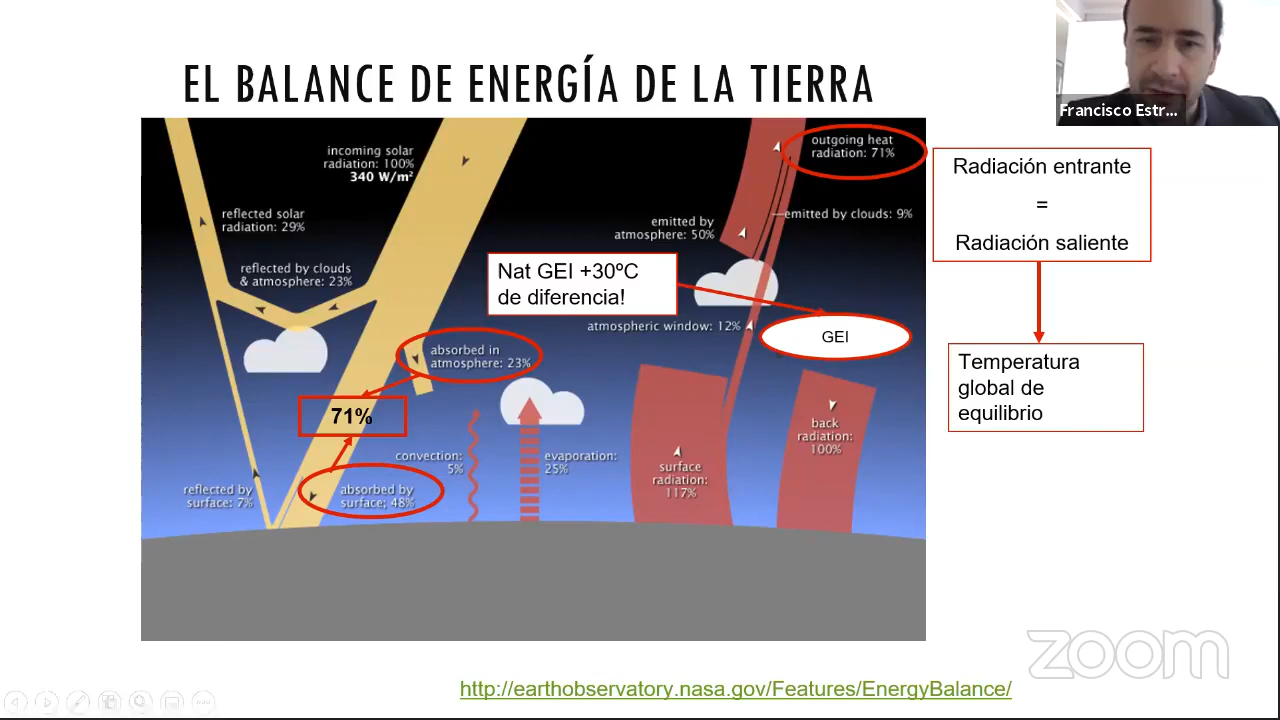 Francisco Estr...
EL BALANCE DE ENERGÍA DE LA TIERRA
incoming solar
radiation: 100%
340 W/m²
reflected solar
radiation: 29%
reflected by clouds
& atmosphere: 23%
absorbed in
atmosphere: 23%
71%
reflected by
surface: 7%
absorbed by
surface; 48%
convection:
5%
evaporation:
25%
Nat GEI +30ºC
de diferencia!
outgoing heat
radiation: 71%
emitted by
atmosphere: 50%
emitted by clouds: 9%
atmospheric window: 12%
GEI
surface
radiation:
117%
back
radiation:
100%
Radiación entrante
=
Radiación saliente
Temperatura
global de
equilibrio
zoom
http://earthobservatory.nasa.gov/Features/EnergyBalance/